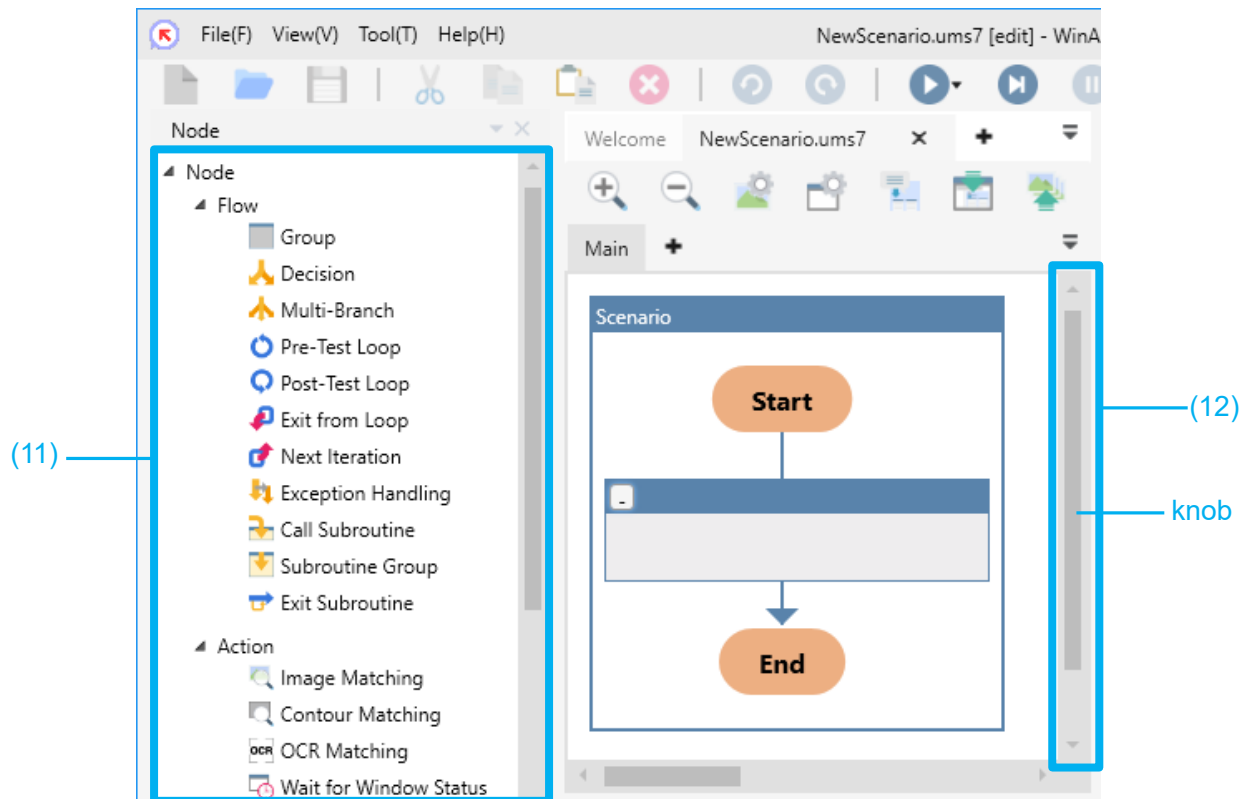 File(F) View(V) Tool(T) Help(H) NewScenario.ums7 [edit] - WinA
Node
Welcome NewScenario.ums7
Node
Flow
Group
Decision
Multi-Branch
Pre-Test Loop
Post-Test Loop
Exit from Loop
Next Iteration
Exception Handling
Call Subroutine
Subroutine Group
Exit Subroutine
Action
Image Matching
Contour Matching
OCR OCR Matching
Wait for Window Status
Main
Scenario
Start
-
End
(11)
(12)
knob